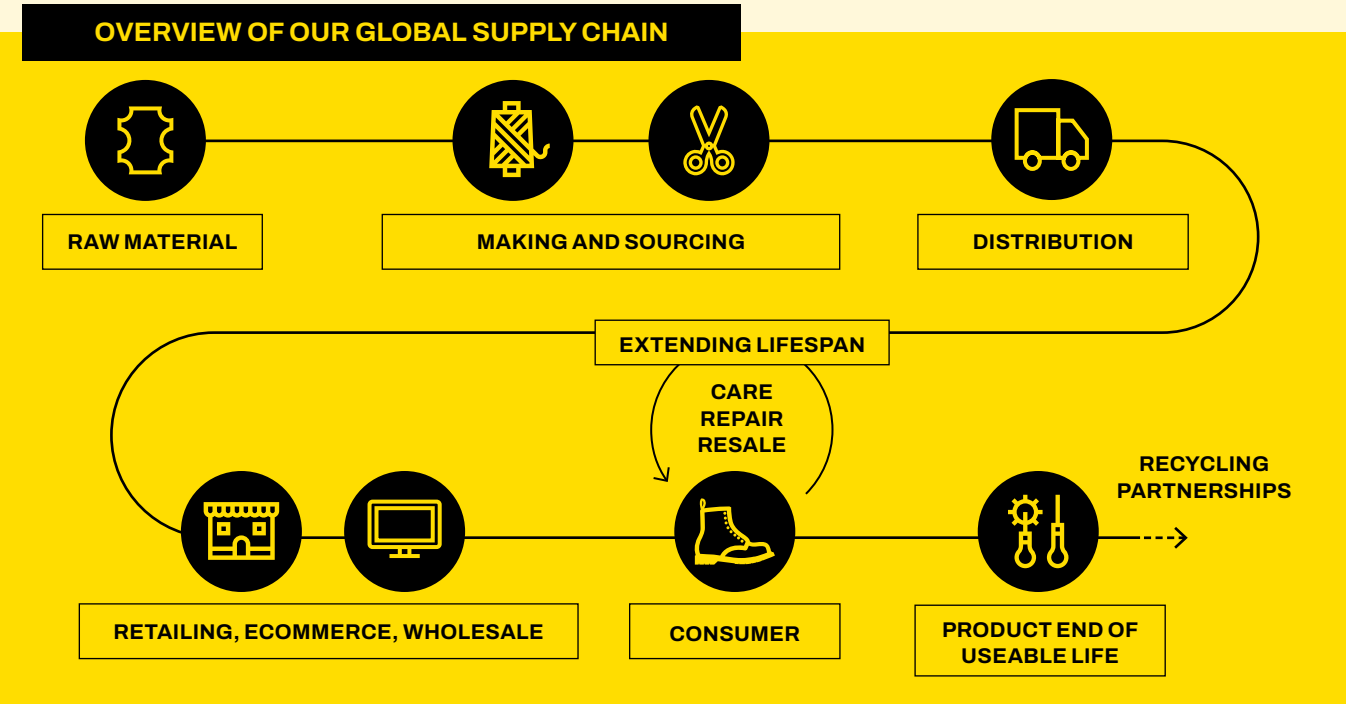 OVERVIEW OF OUR GLOBAL SUPPLY CHAIN
RAW MATERIAL
MAKING AND SOURCING
DISTRIBUTION
EXTENDING LIFESPAN
CARE
REPAIR
RESALE
RECYCLING
PARTNERSHIPS
RETAILING, ECOMMERCE, WHOLESALE
CONSUMER
PRODUCT END OF
USEABLE LIFE